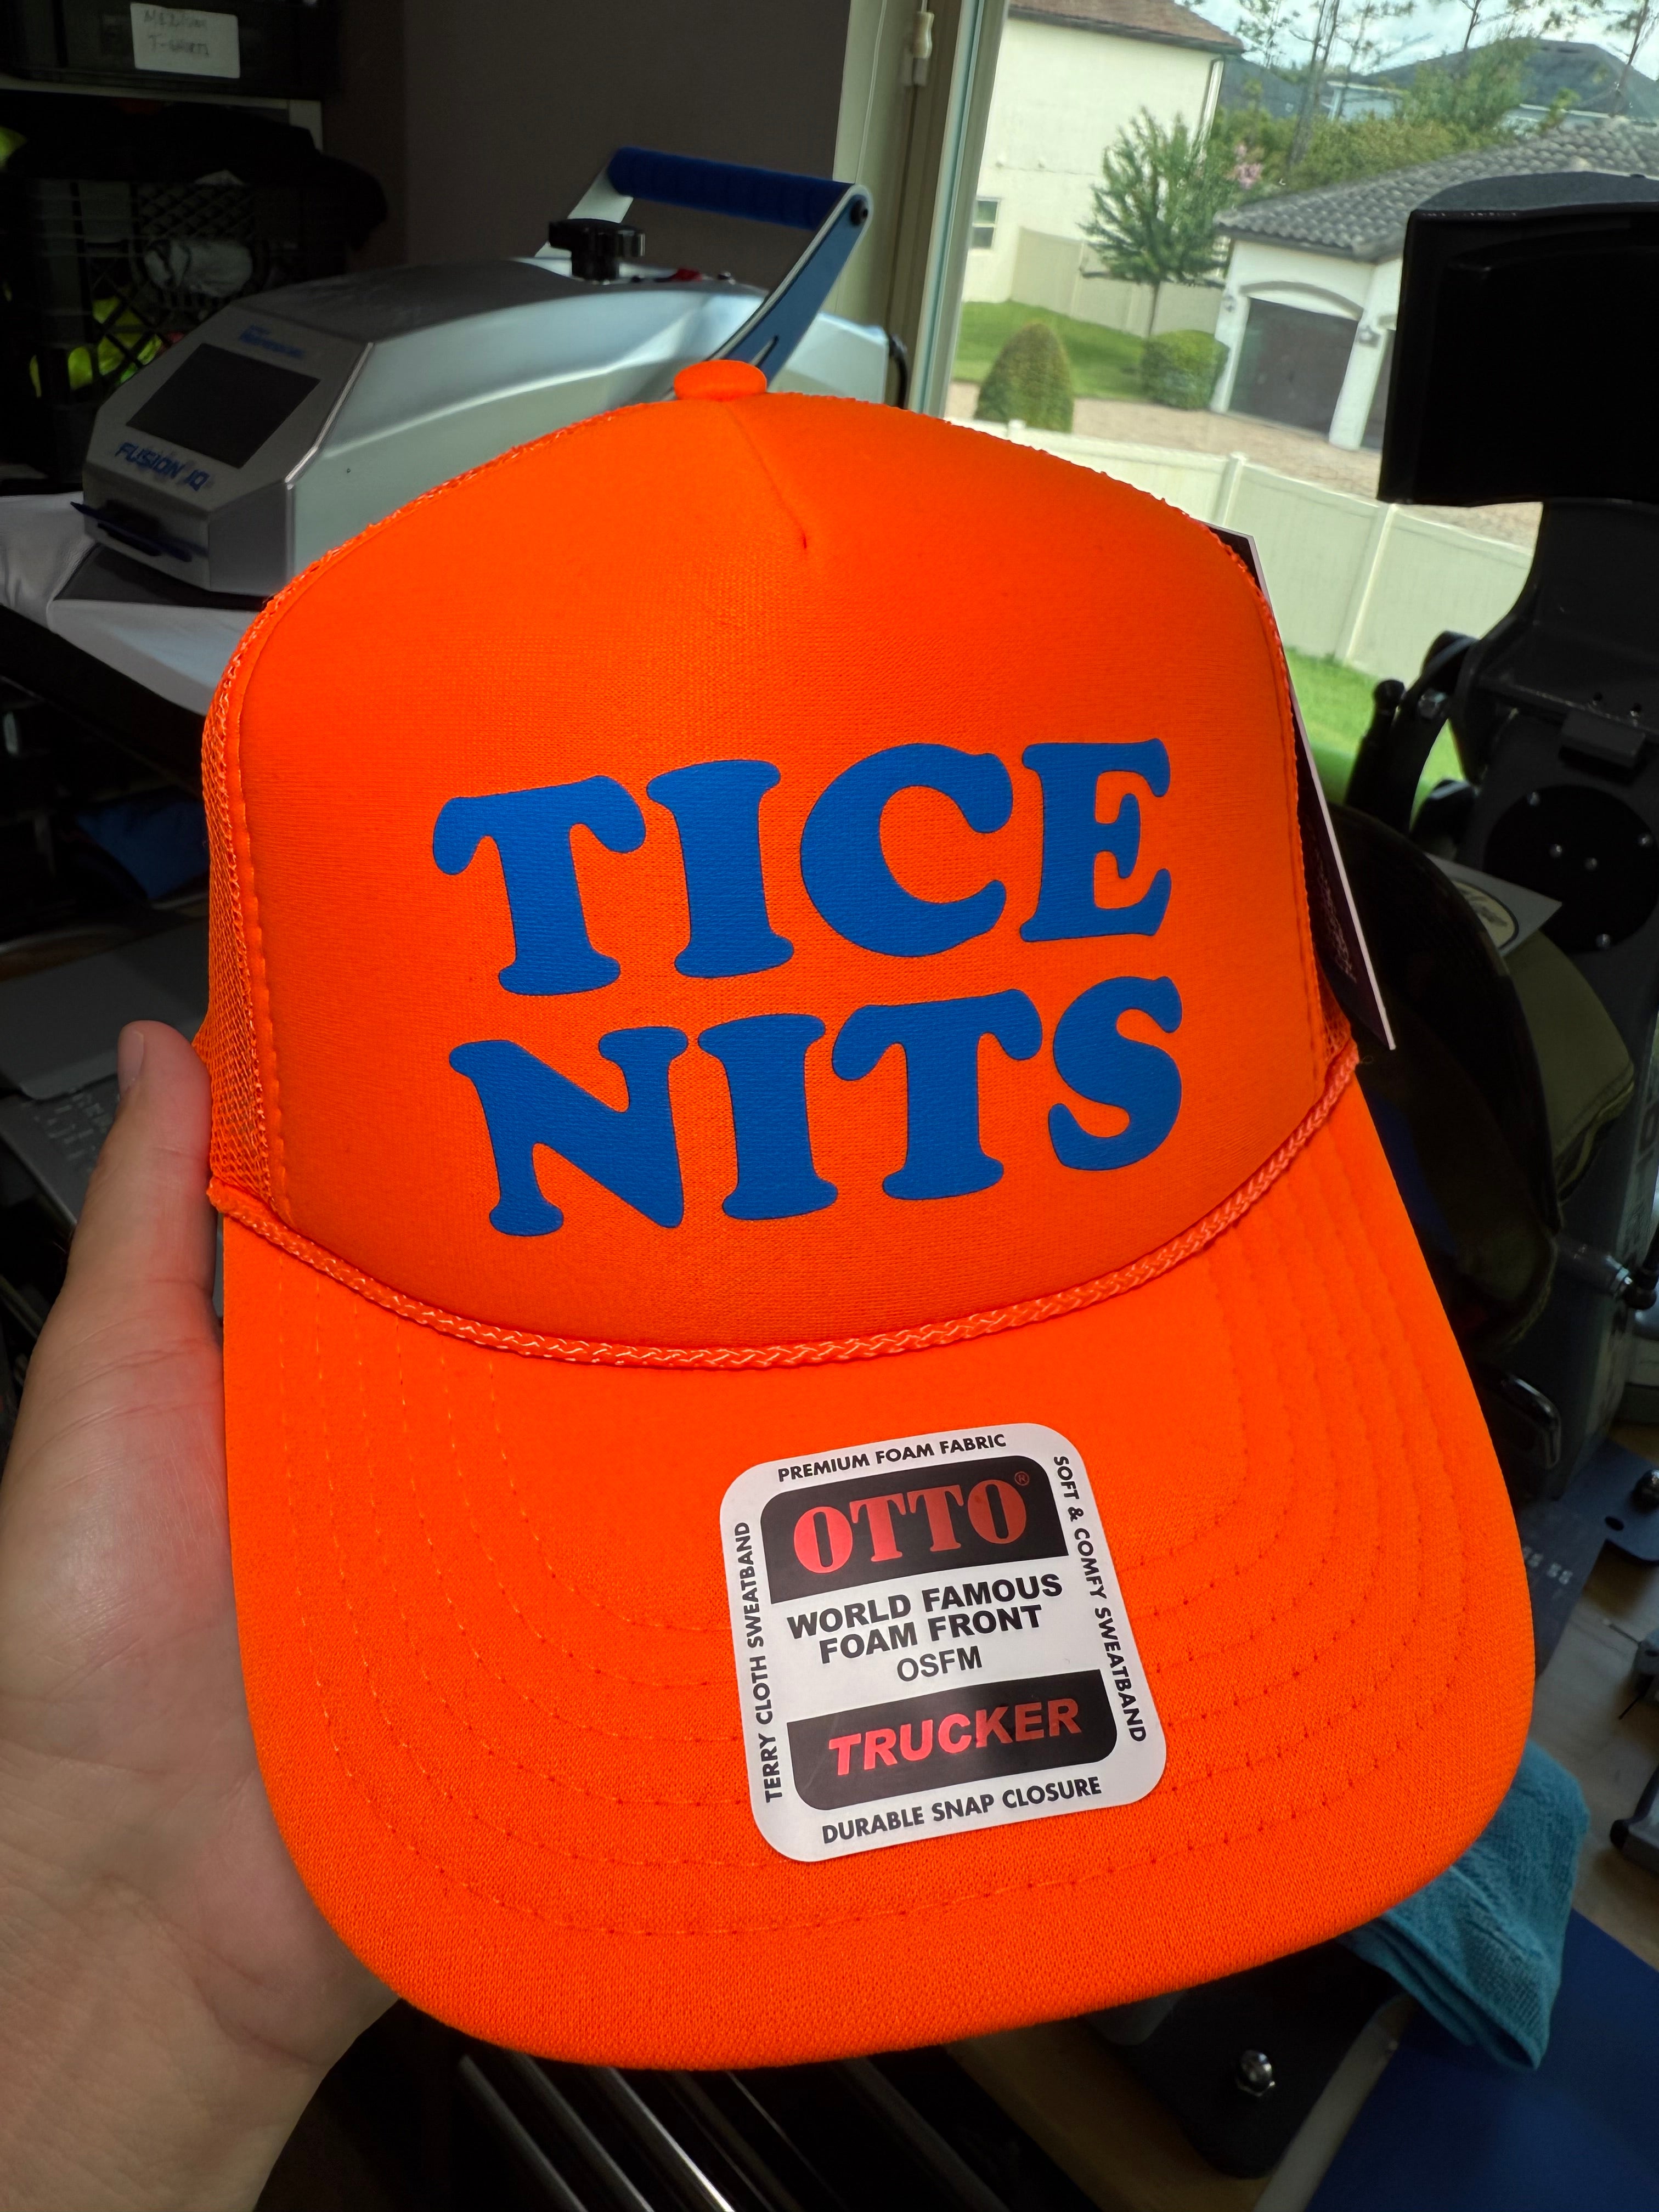 FUSION IQ
TICE
NITS
PREMIUM FOAM FABRIC
OTTO®
WORLD FAMOUS
FOAM FRONT
OSFM
TRUCKER
DURABLE SNAP CLOSURE
TERRY CLOTH SWEATBAND
SOFT & COMFY SWEATBAND